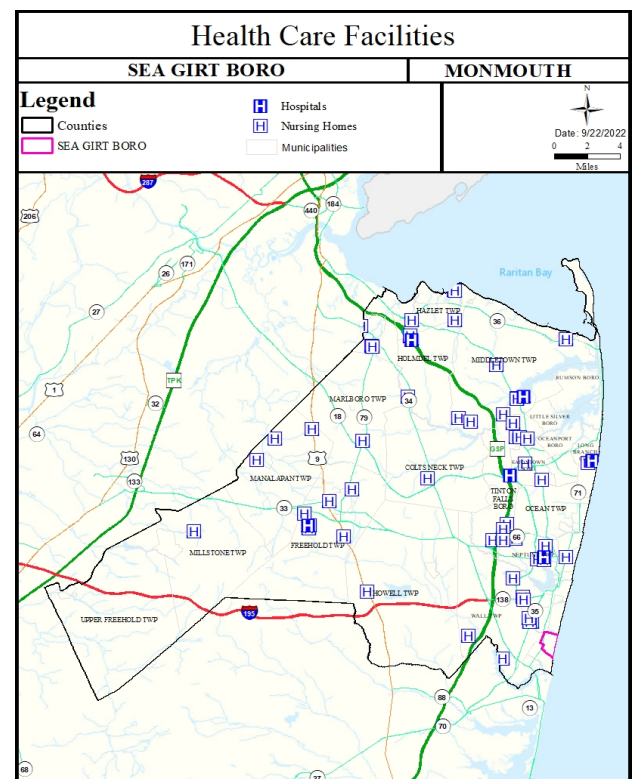 Health Care Facilities
SEA GIRT BORO
MONMOUTH
Legend
Counties
SEA GIRT BORO
H Hospitals
H Nursing Homes
Municipalities
N
Date: 9/22/2022
0 2 4
Miles
287
206
440
184
171
26
27
Raritan Bay
HAZLET TWP
36
HOLMDEL TWP
MIDDLETOWN TWP
TPK
1
RUMSON BORO
32
MARLBORO TWP
34
18
79
LITTLE SILVER
BORO
64
OCEANPORT
BORO
LONG
BRANCH
130
9
GSP
133
MANALAPAN TWP
COLTS NECK TWP
TINTON
FALLS
BORO
71
33
OCEAN TWP
66
MILLSTONE TWP
FREEHOLD TWP
HOWELL TWP
138
35
195
UPPER FREEHOLD TWP
88
13
70
68
37